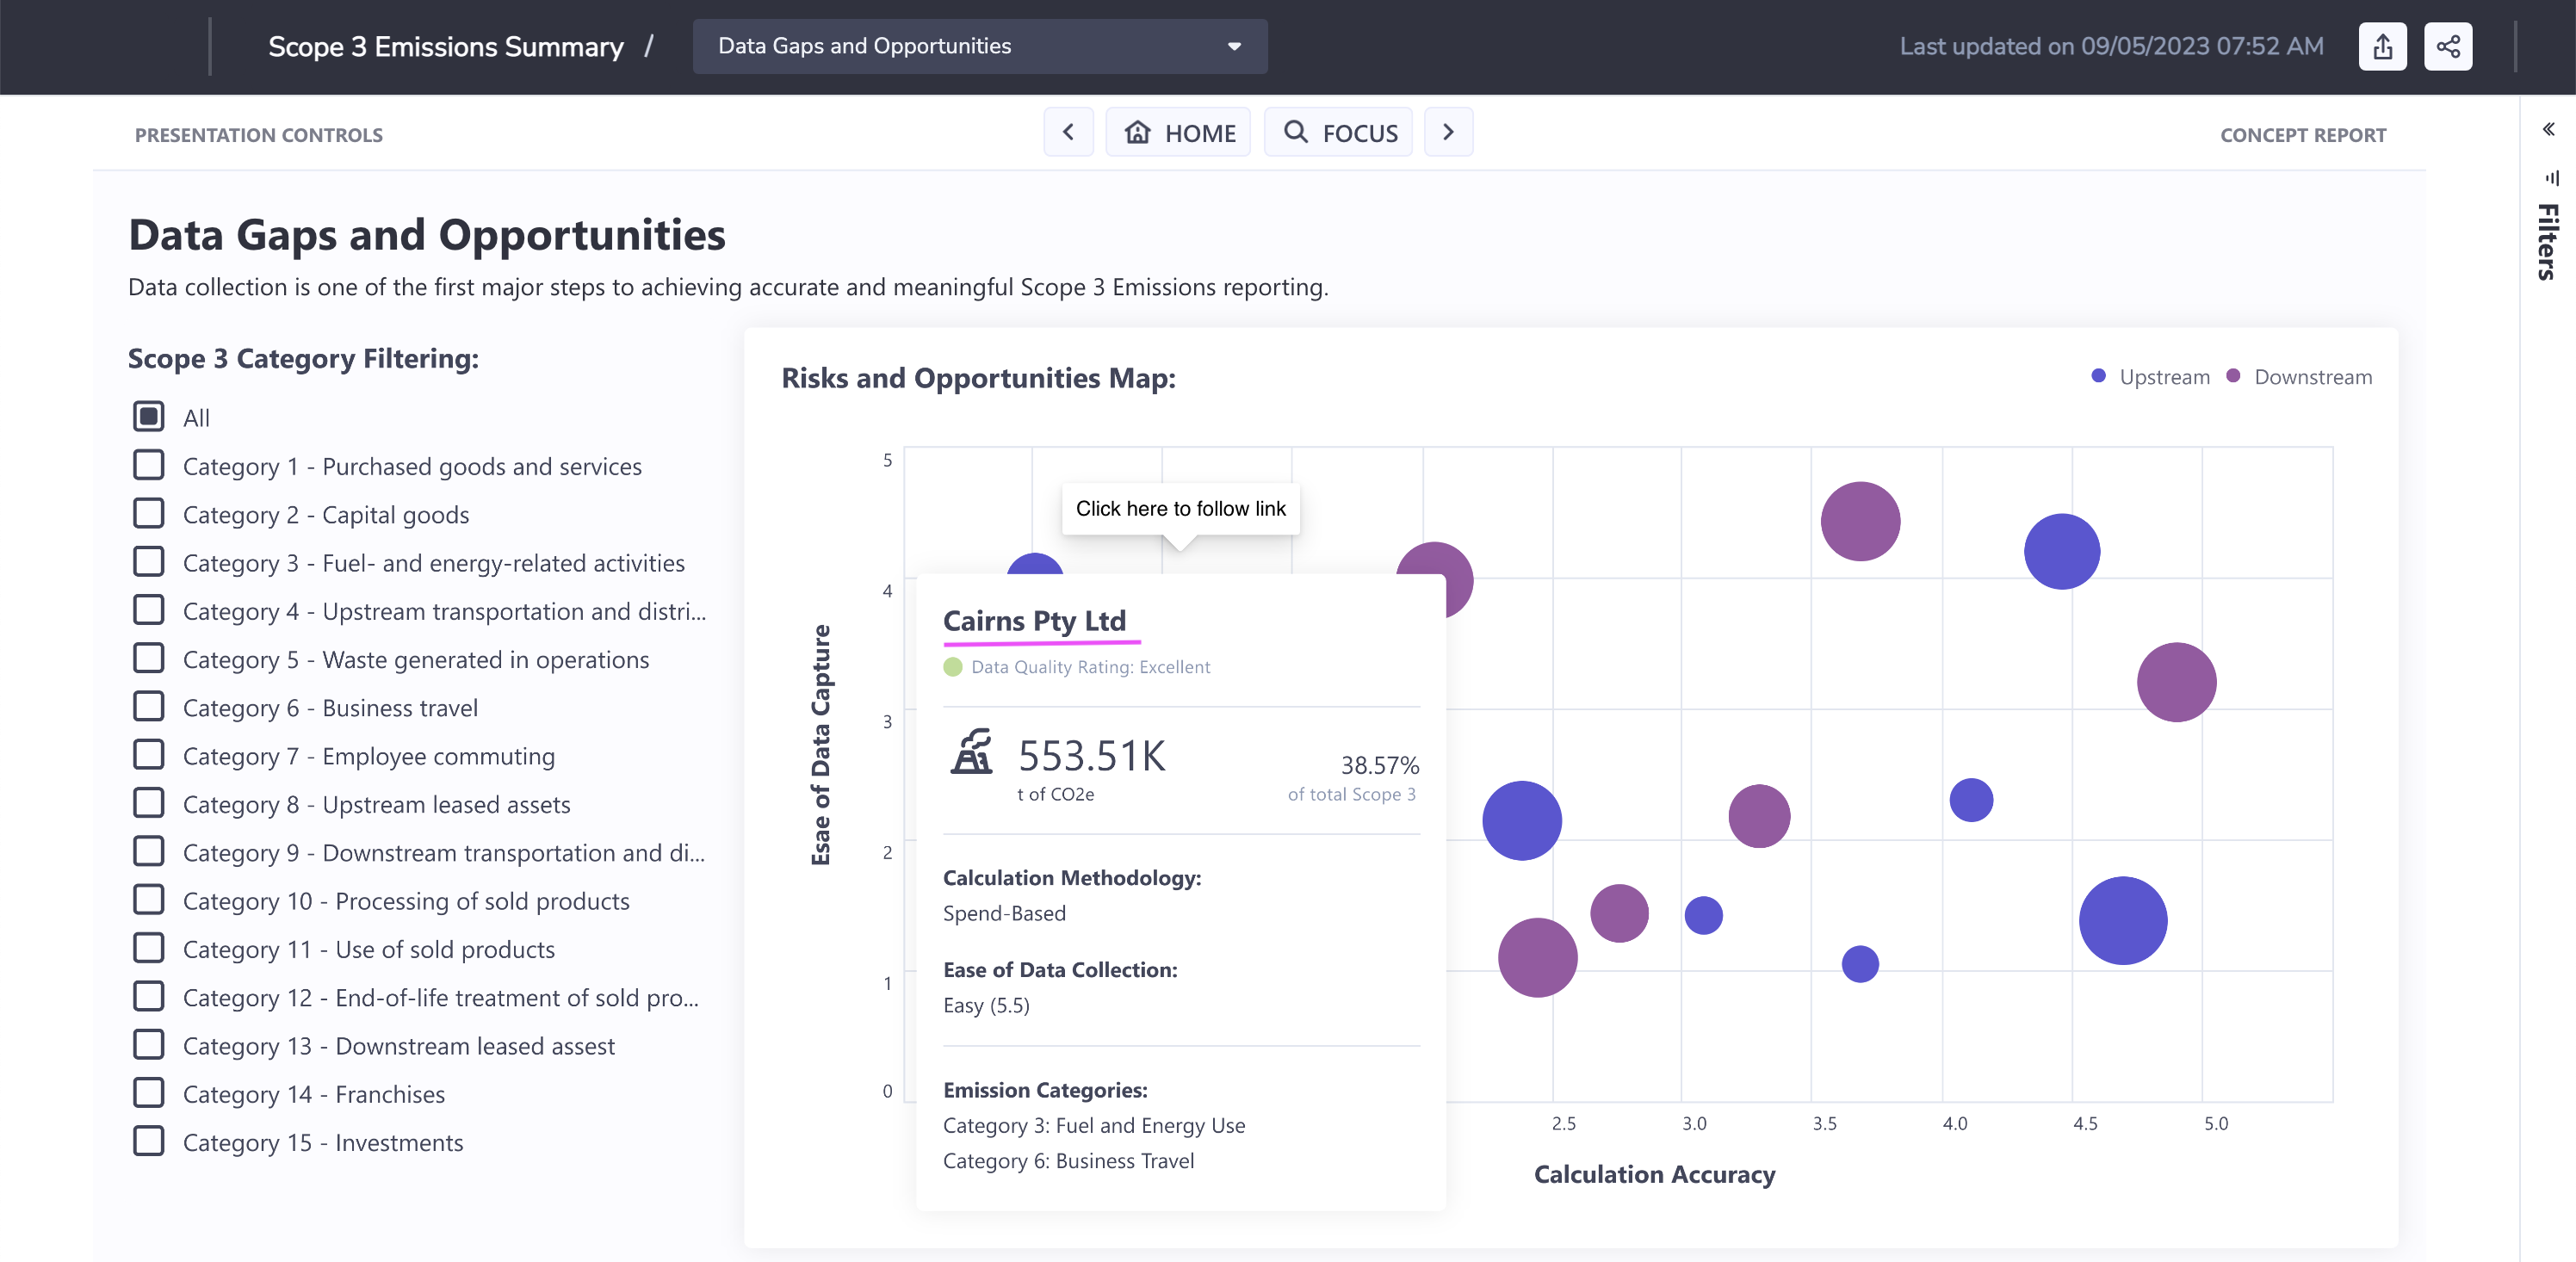 Scope 3 Emissions Summary /
Data Gaps and Opportunities
Last updated on 09/05/2023 07:52 AM
PRESENTATION CONTROLS
HOME
FOCUS
CONCEPT REPORT
Filters
Data Gaps and Opportunities
Data collection is one of the first major steps to achieving accurate and meaningful Scope 3 Emissions reporting.
Scope 3 Category Filtering:
All
Category 1 - Purchased goods and services
Category 2 - Capital goods
Category 3 - Fuel- and energy-related activities
Category 4 - Upstream transportation and distri...
Category 5 - Waste generated in operations
Category 6 - Business travel
Category 7 - Employee commuting
Category 8 - Upstream leased assets
Category 9 - Downstream transportation and di...
Category 10 - Processing of sold products
Category 11 - Use of sold products
Category 12 - End-of-life treatment of sold pro...
Category 13 - Downstream leased assest
Category 14 - Franchises
Category 15 - Investments
Risks and Opportunities Map:
Upstream
Downstream
Esae of Data Capture
5
4
3
2
1
0
Click here to follow link
Cairns Pty Ltd
Data Quality Rating: Excellent
553.51K
t of CO2e
38.57%
of total Scope 3
Calculation Methodology:
Spend-Based
Ease of Data Collection:
Easy (5.5)
Emission Categories:
Category 3: Fuel and Energy Use
Category 6: Business Travel
2.5
3.0
3.5
4.0
4.5
5.0
Calculation Accuracy